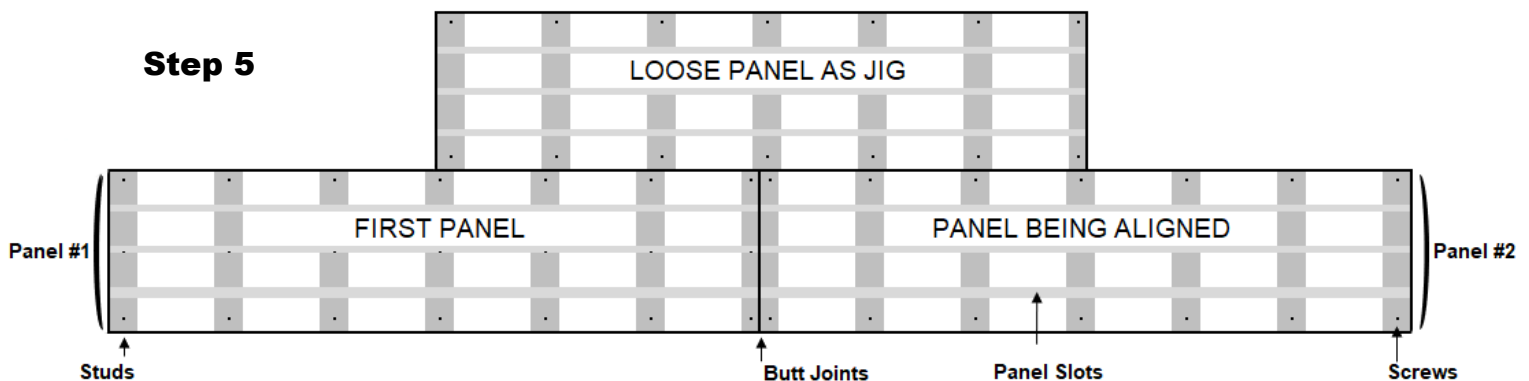 Step 5
LOOSE PANEL AS JIG
FIRST PANEL
PANEL BEING ALIGNED
Panel #1
Panel #2
Studs
Butt Joints
Panel Slots
Screws